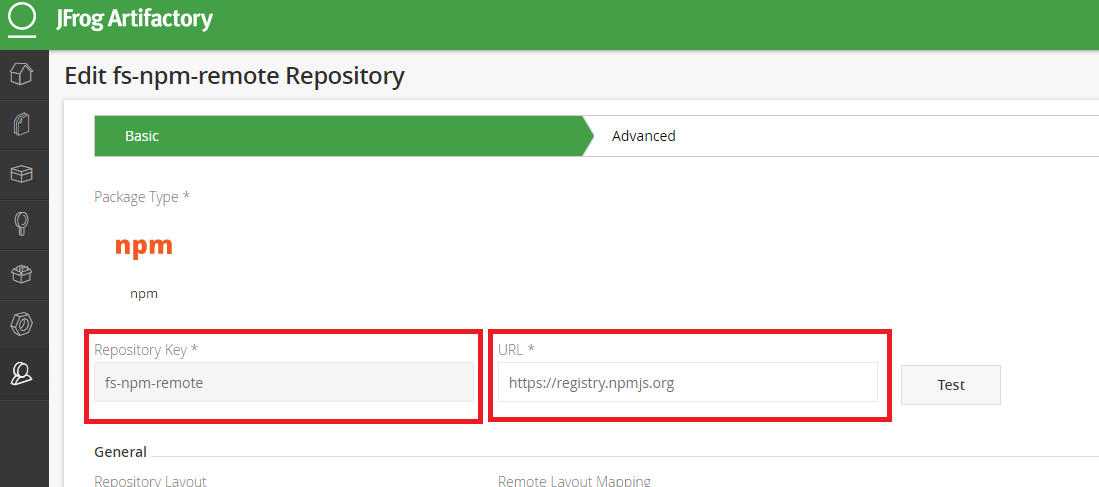 JFrog Artifactory
Edit fs-npm-remote Repository
Basic
Advanced
Package Type *
npm
npm
Repository Key *
URL *
fs-npm-remote
https://registry.npmjs.org
Test
General
Repository Layout
Remote Layout Mapping